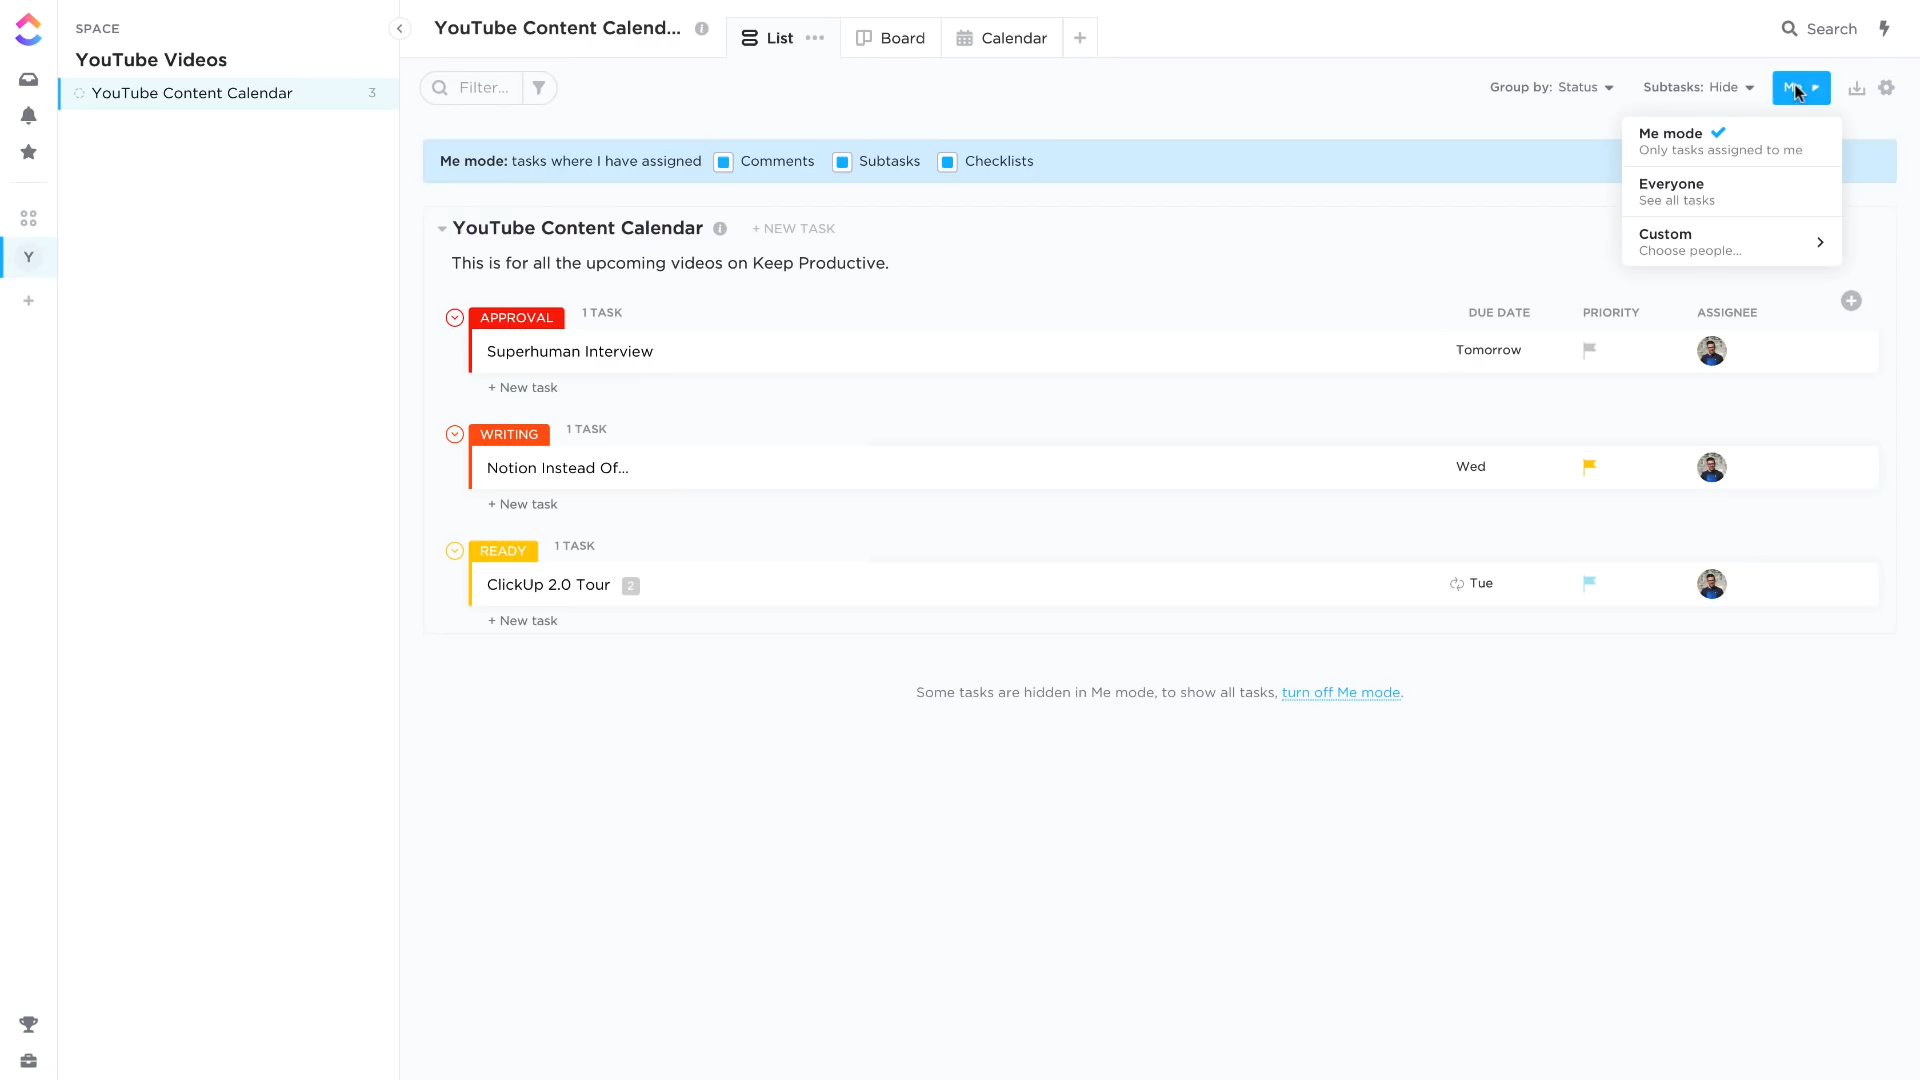 SPACE
YouTube Videos
YouTube Content Calendar 3
Y
YouTube Content Calend...
List
Board
Calendar
Search
Filter...
Group by: Status
Subtasks: Hide
Me mode
Only tasks assigned to me
Everyone
See all tasks
Custom
Choose people...
Me mode: tasks where I have assigned Comments Subtasks Checklists
YouTube Content Calendar + NEW TASK
This is for all the upcoming videos on Keep Productive.
APPROVAL 1 TASK DUE DATE PRIORITY ASSIGNEE
Superhuman Interview Tomorrow
+ New task
WRITING 1 TASK
Notion Instead Of... Wed
+ New task
READY 1 TASK
ClickUp 2.0 Tour 2 Tue
+ New task
Some tasks are hidden in Me mode, to show all tasks, turn off Me mode.